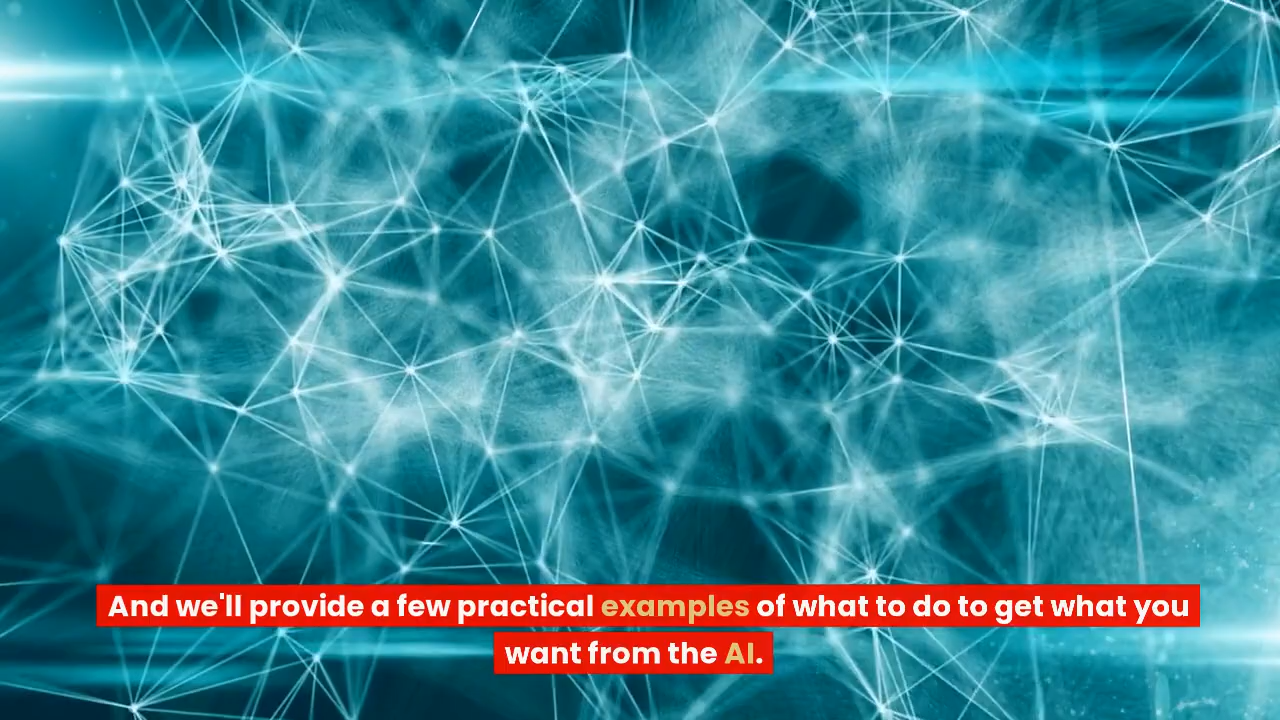 And we'll provide a few practical examples of what to do to get what you
want from the AI.